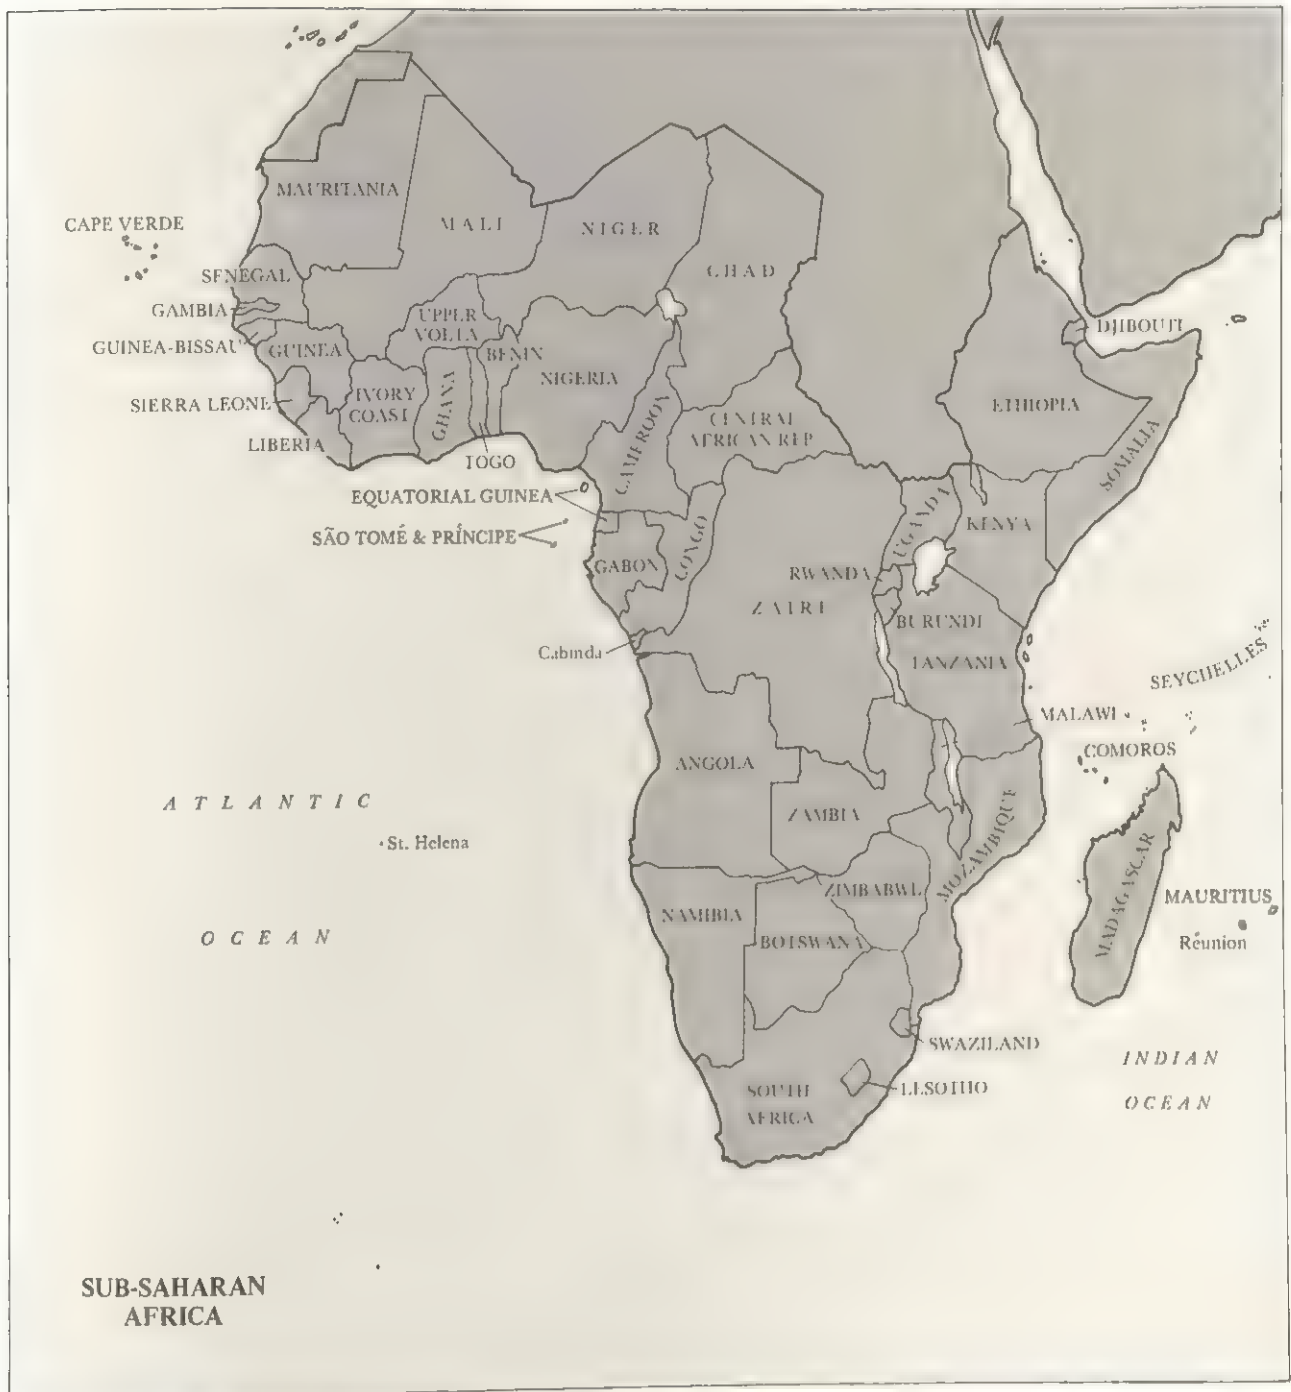 MAURITANIA
CAPE VERDE
MALI
NIGER
CHAD
SENEGAL
GAMBIA
UPPER
VOLTA
DJIBOUTI
GUINEA-BISSAU
GUINEA
BENIN
NIGERIA
SIERRA LEONE
IVORY
COAST
GHANA
CENTRAL
AFRICAN REP
ETHIOPIA
SOMALIA
LIBERIA
TOGO
CAMEROON
EQUATORIAL GUINEA
SÃO TOMÉ & PRÍNCIPE
GABON
CONGO
UGANDA
KENYA
RWANDA
ZAIRE
BURUNDI
Cabinda
TANZANIA
SEYCHELLES
MALAWI
COMOROS
ANGOLA
ATLANTIC
ZAMBIA
MOZAMBIQUE
St. Helena
MADAGASCAR
ZIMBABWE
MAURITIUS
NAMIBIA
OCEAN
BOTSWANA
Réunion
SWAZILAND
INDIAN
OCEAN
LESOTHO
SOUTH
AFRICA
SUB-SAHARAN
AFRICA